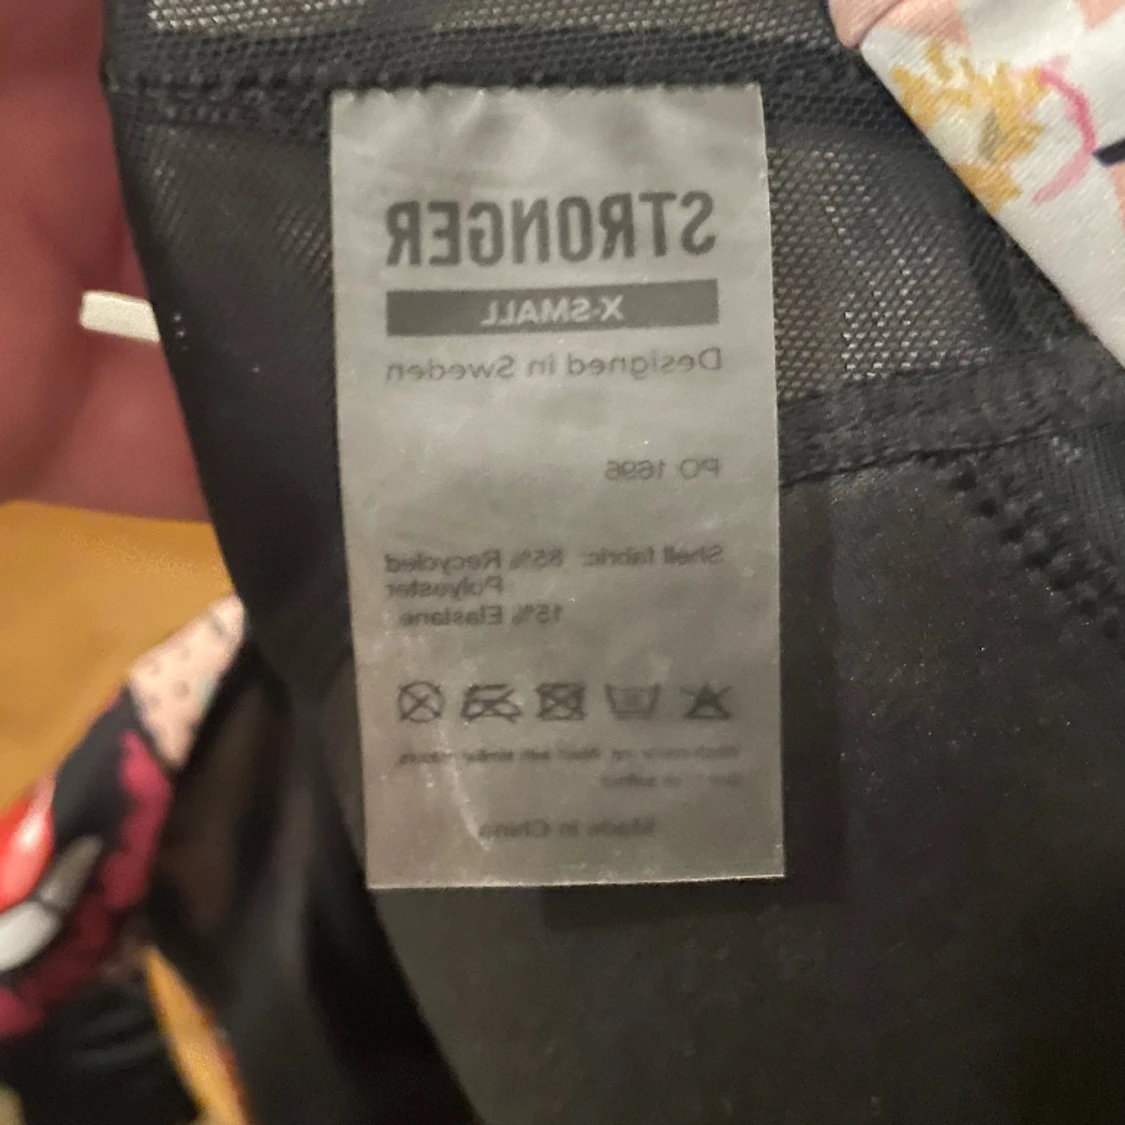 STRONGER
X-SMALL
Designed in Sweden
PO 1696
Shell fabric: 85% Recycled
Polyester
15% Elastane
Made in China